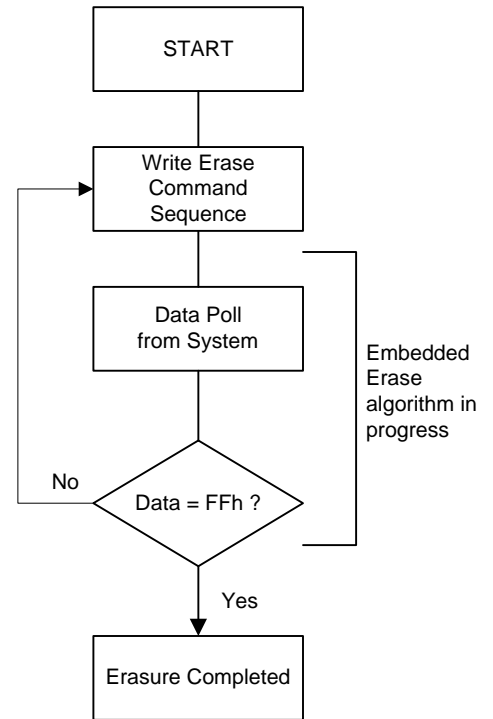 START
Write Erase
Command
Sequence
Data Poll
from System
Embedded
Erase
algorithm in
progress
No
Data = FFh ?
Yes
Erasure Completed